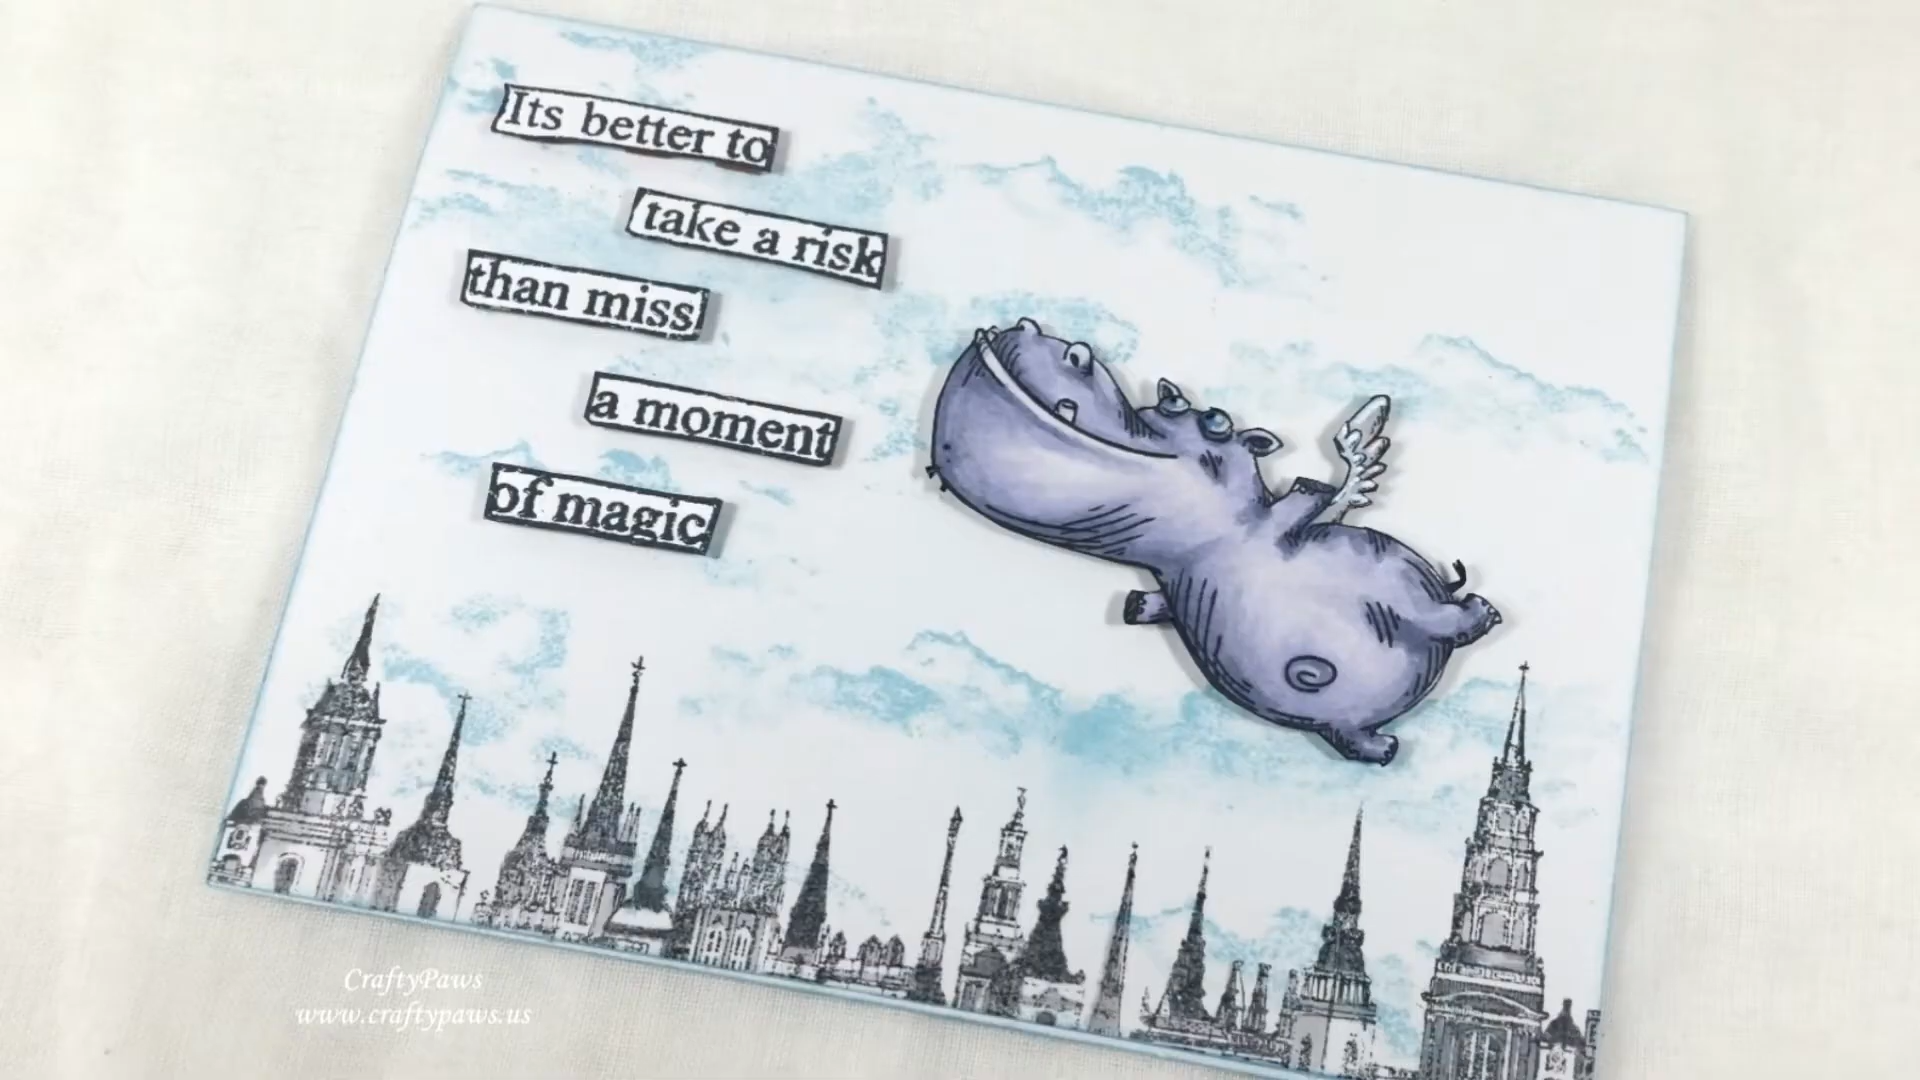 Its better to
take a risk
than miss
a moment
of magic
CraftyPaws
www.craftypaws.us